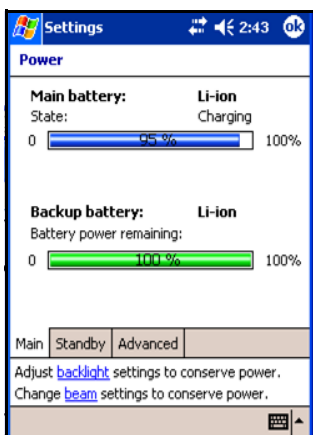 Settings 2:43 ok
Power
Main battery: Li-ion
State: Charging
0 95 % 100%
Backup battery: Li-ion
Battery power remaining:
0 100 % 100%
Main Standby Advanced
Adjust backlight settings to conserve power.
Change beam settings to conserve power.